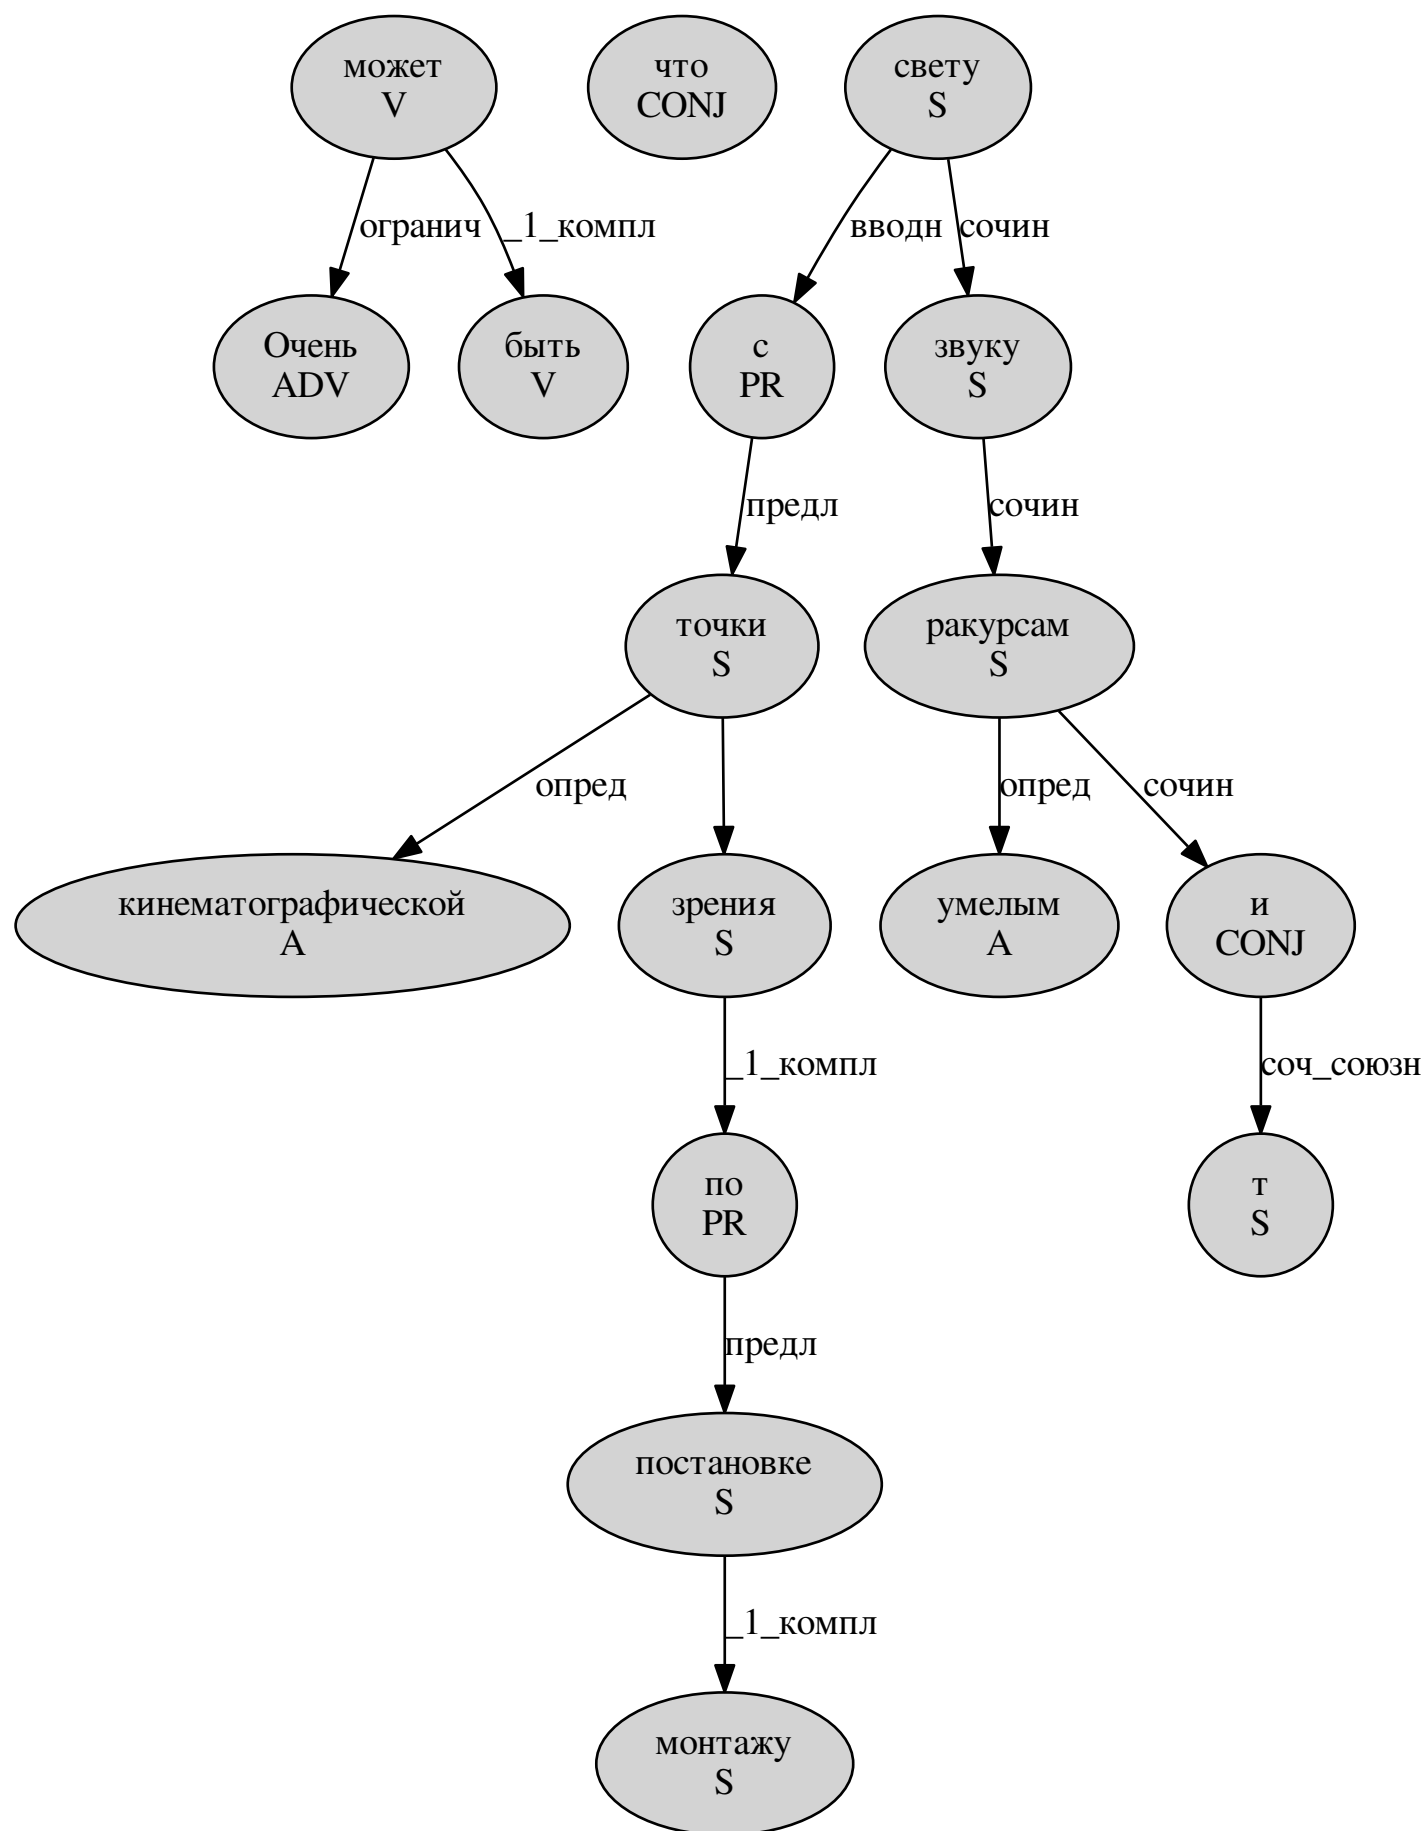 может
V
что
CONJ
свету
S
огранич
_1_компл
вводн
сочин
Очень
ADV
быть
V
с
PR
звуку
S
предл
сочин
точки
S
ракурсам
S
опред
опред
сочин
кинематографической
A
зрения
S
умелым
A
и
CONJ
_1_компл
соч_союзн
по
PR
т
S
предл
постановке
S
_1_компл
монтажу
S